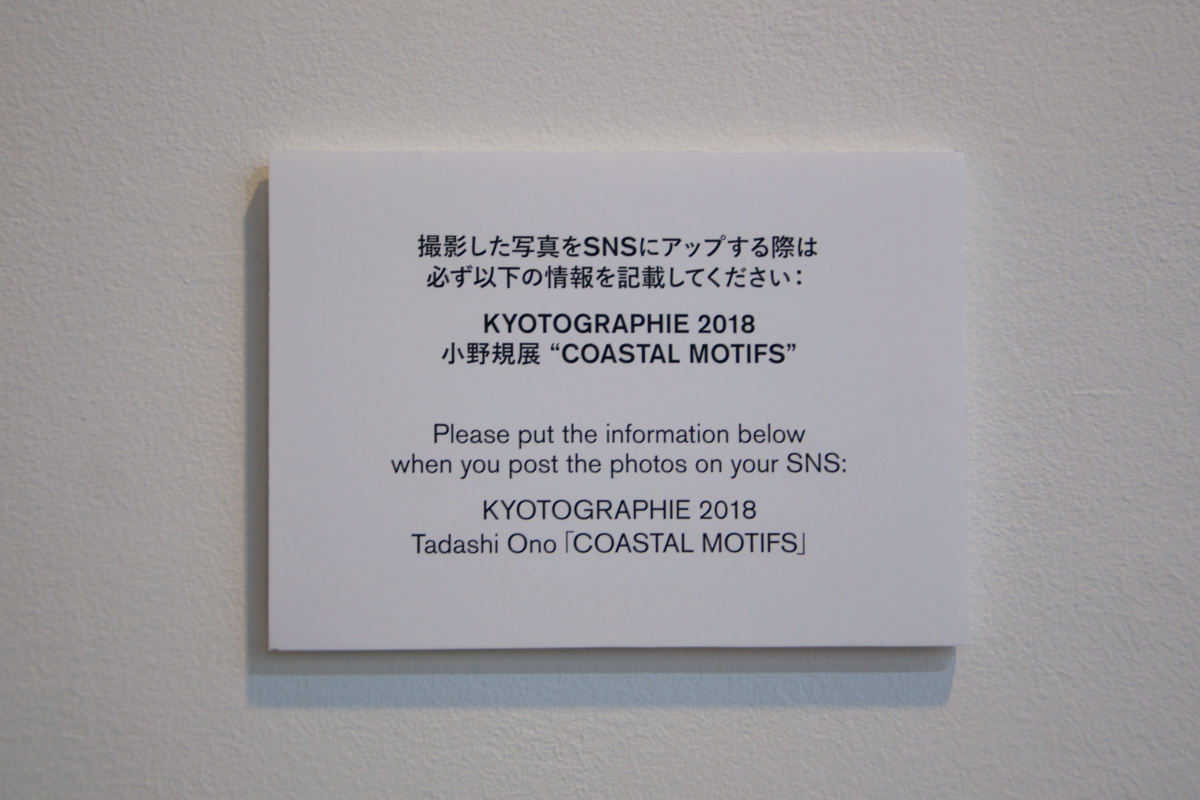 撮影した写真をSNSにアップする際は
必ず以下の情報を記載してください：
KYOTOGRAPHIE 2018
小野規展 “COASTAL MOTIFS”
Please put the information below
when you post the photos on your SNS:
KYOTOGRAPHIE 2018
Tadashi Ono「COASTAL MOTIFS」